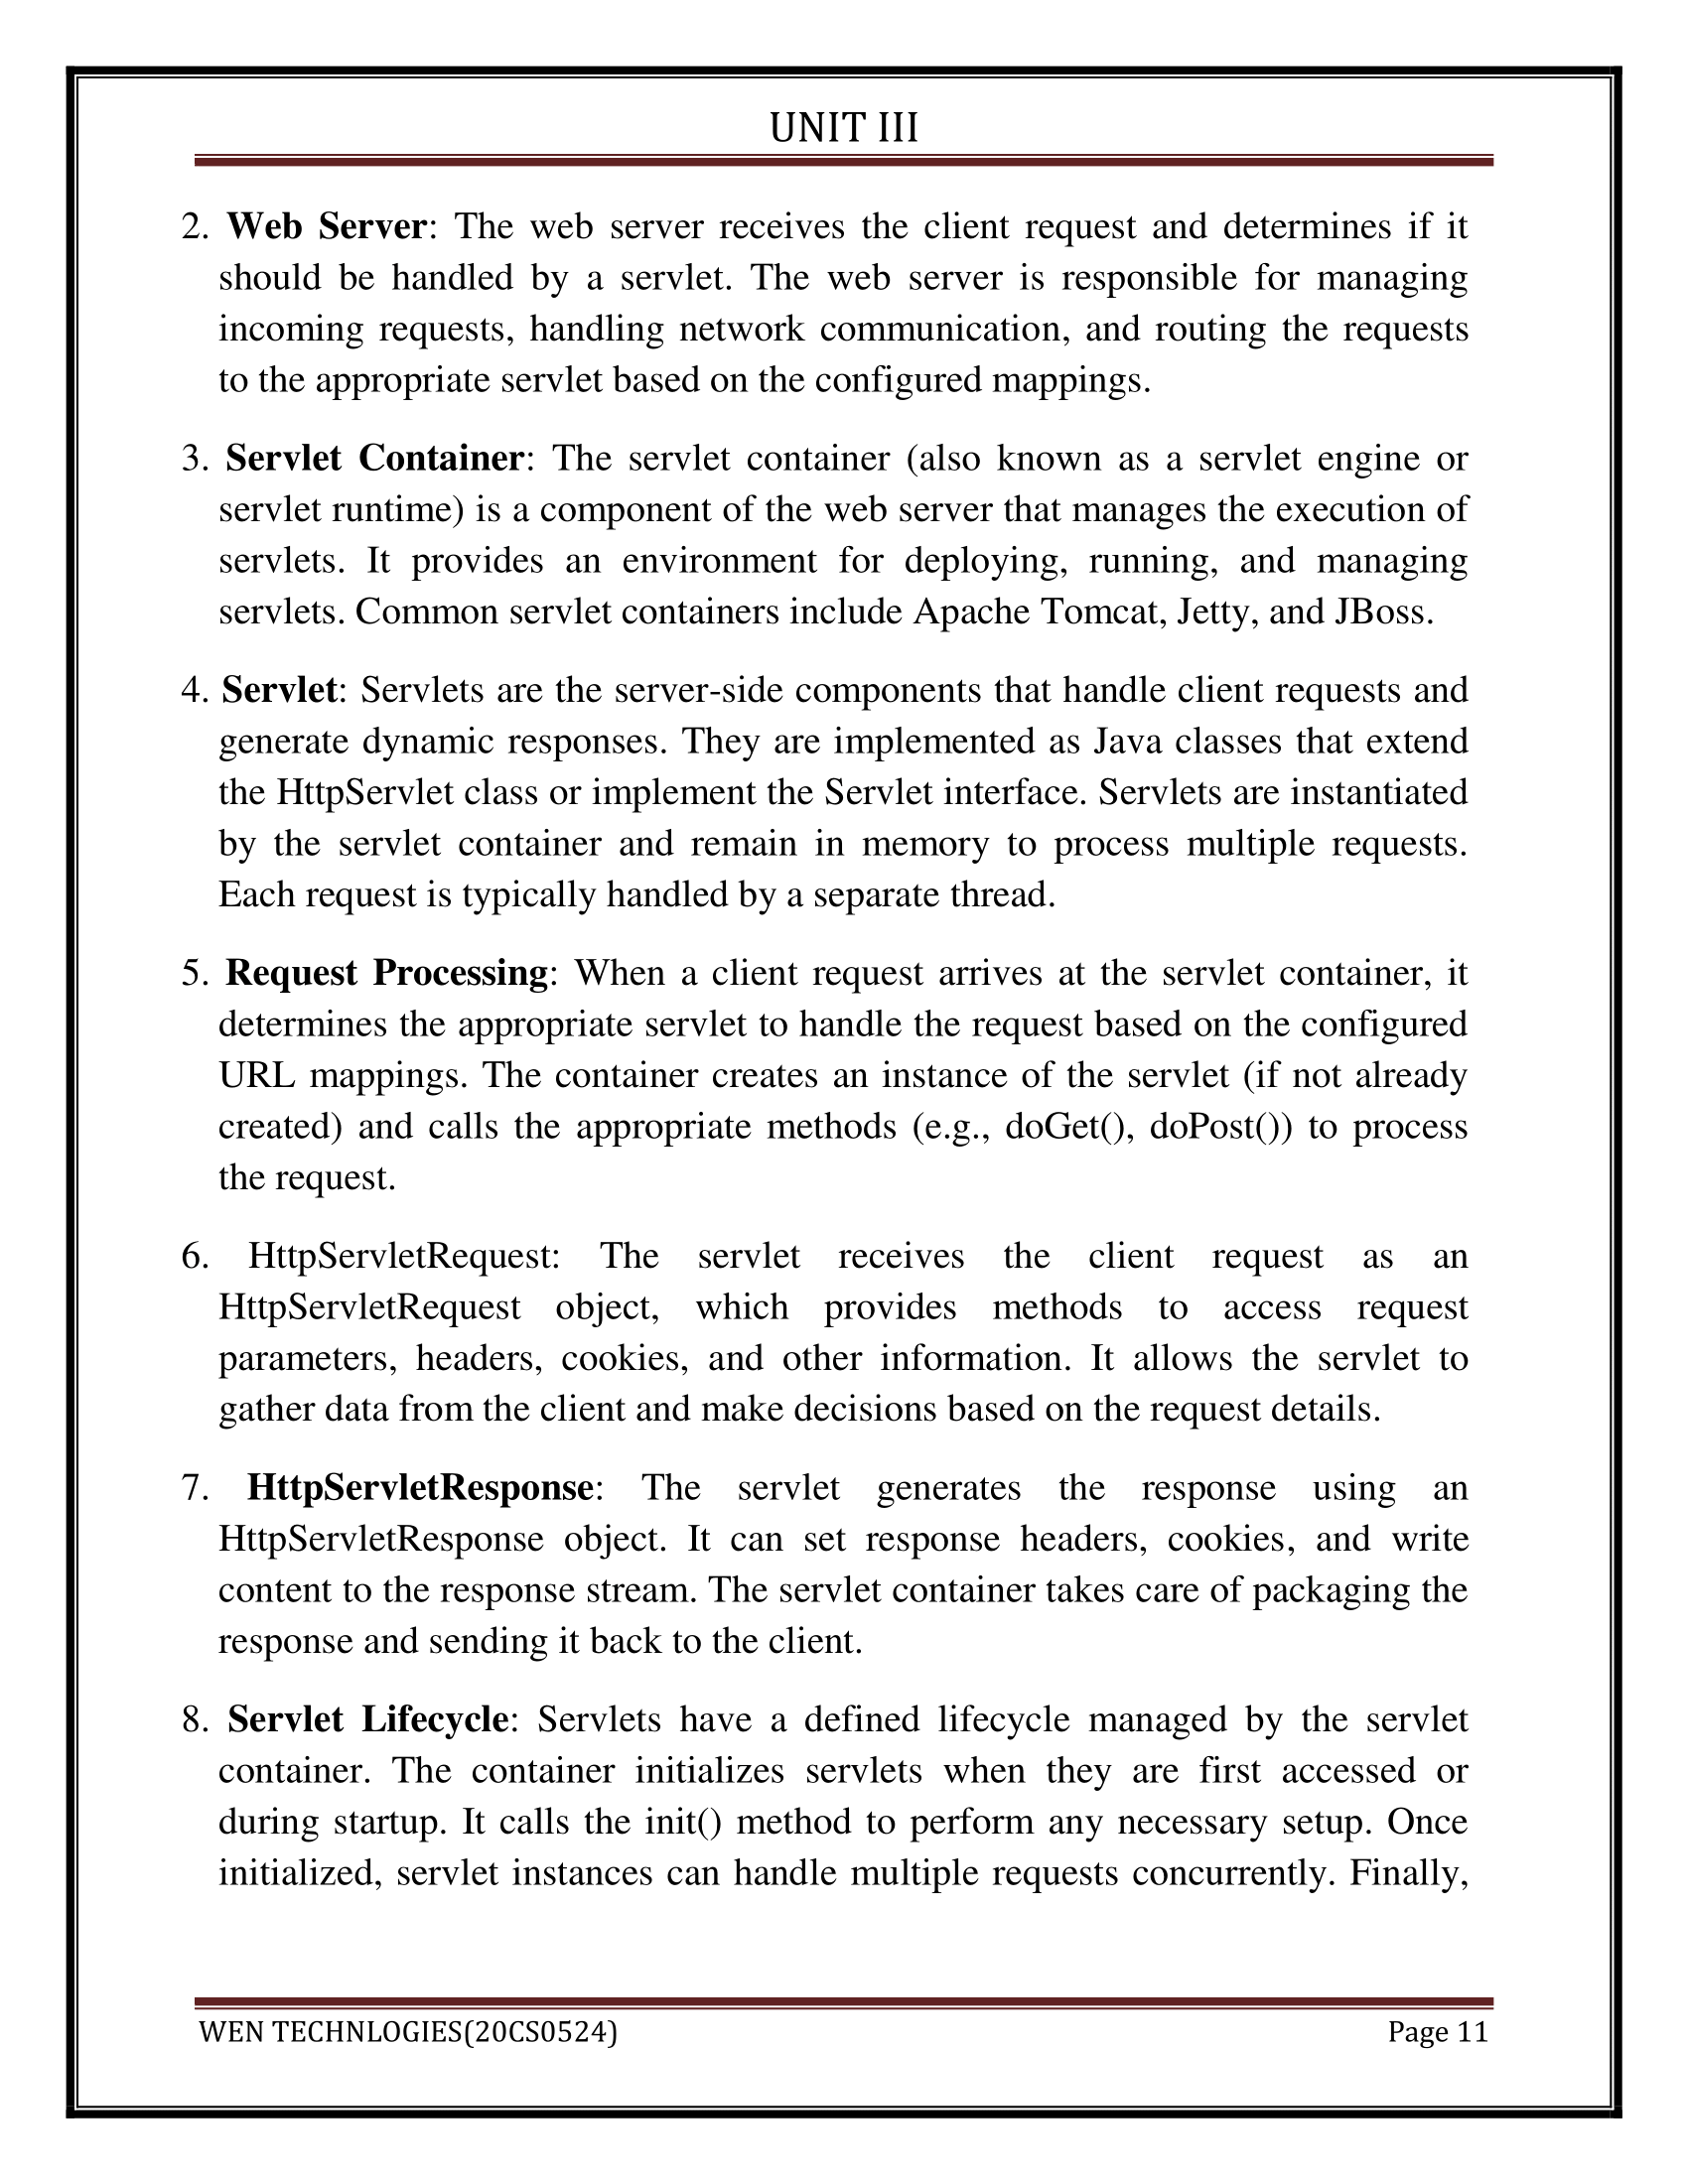 UNIT III
2. Web Server: The web server receives the client request and determines if it
should be handled by a servlet. The web server is responsible for managing
incoming requests, handling network communication, and routing the requests
to the appropriate servlet based on the configured mappings.
3. Servlet Container: The servlet container (also known as a servlet engine or
servlet runtime) is a component of the web server that manages the execution of
servlets. It provides an environment for deploying, running, and managing
servlets. Common servlet containers include Apache Tomcat, Jetty, and JBoss.
4. Servlet: Servlets are the server-side components that handle client requests and
generate dynamic responses. They are implemented as Java classes that extend
the HttpServlet class or implement the Servlet interface. Servlets are instantiated
by the servlet container and remain in memory to process multiple requests.
Each request is typically handled by a separate thread.
5. Request Processing: When a client request arrives at the servlet container, it
determines the appropriate servlet to handle the request based on the configured
URL mappings. The container creates an instance of the servlet (if not already
created) and calls the appropriate methods (e.g., doGet(), doPost()) to process
the request.
6. HttpServletRequest: The servlet receives the client request as an
HttpServletRequest object, which provides methods to access request
parameters, headers, cookies, and other information. It allows the servlet to
gather data from the client and make decisions based on the request details.
7. HttpServletResponse: The servlet generates the response using an
HttpServletResponse object. It can set response headers, cookies, and write
content to the response stream. The servlet container takes care of packaging the
response and sending it back to the client.
8. Servlet Lifecycle: Servlets have a defined lifecycle managed by the servlet
container. The container initializes servlets when they are first accessed or
during startup. It calls the init() method to perform any necessary setup. Once
initialized, servlet instances can handle multiple requests concurrently. Finally,
WEN TECHNLOGIES(20CS0524) Page 11